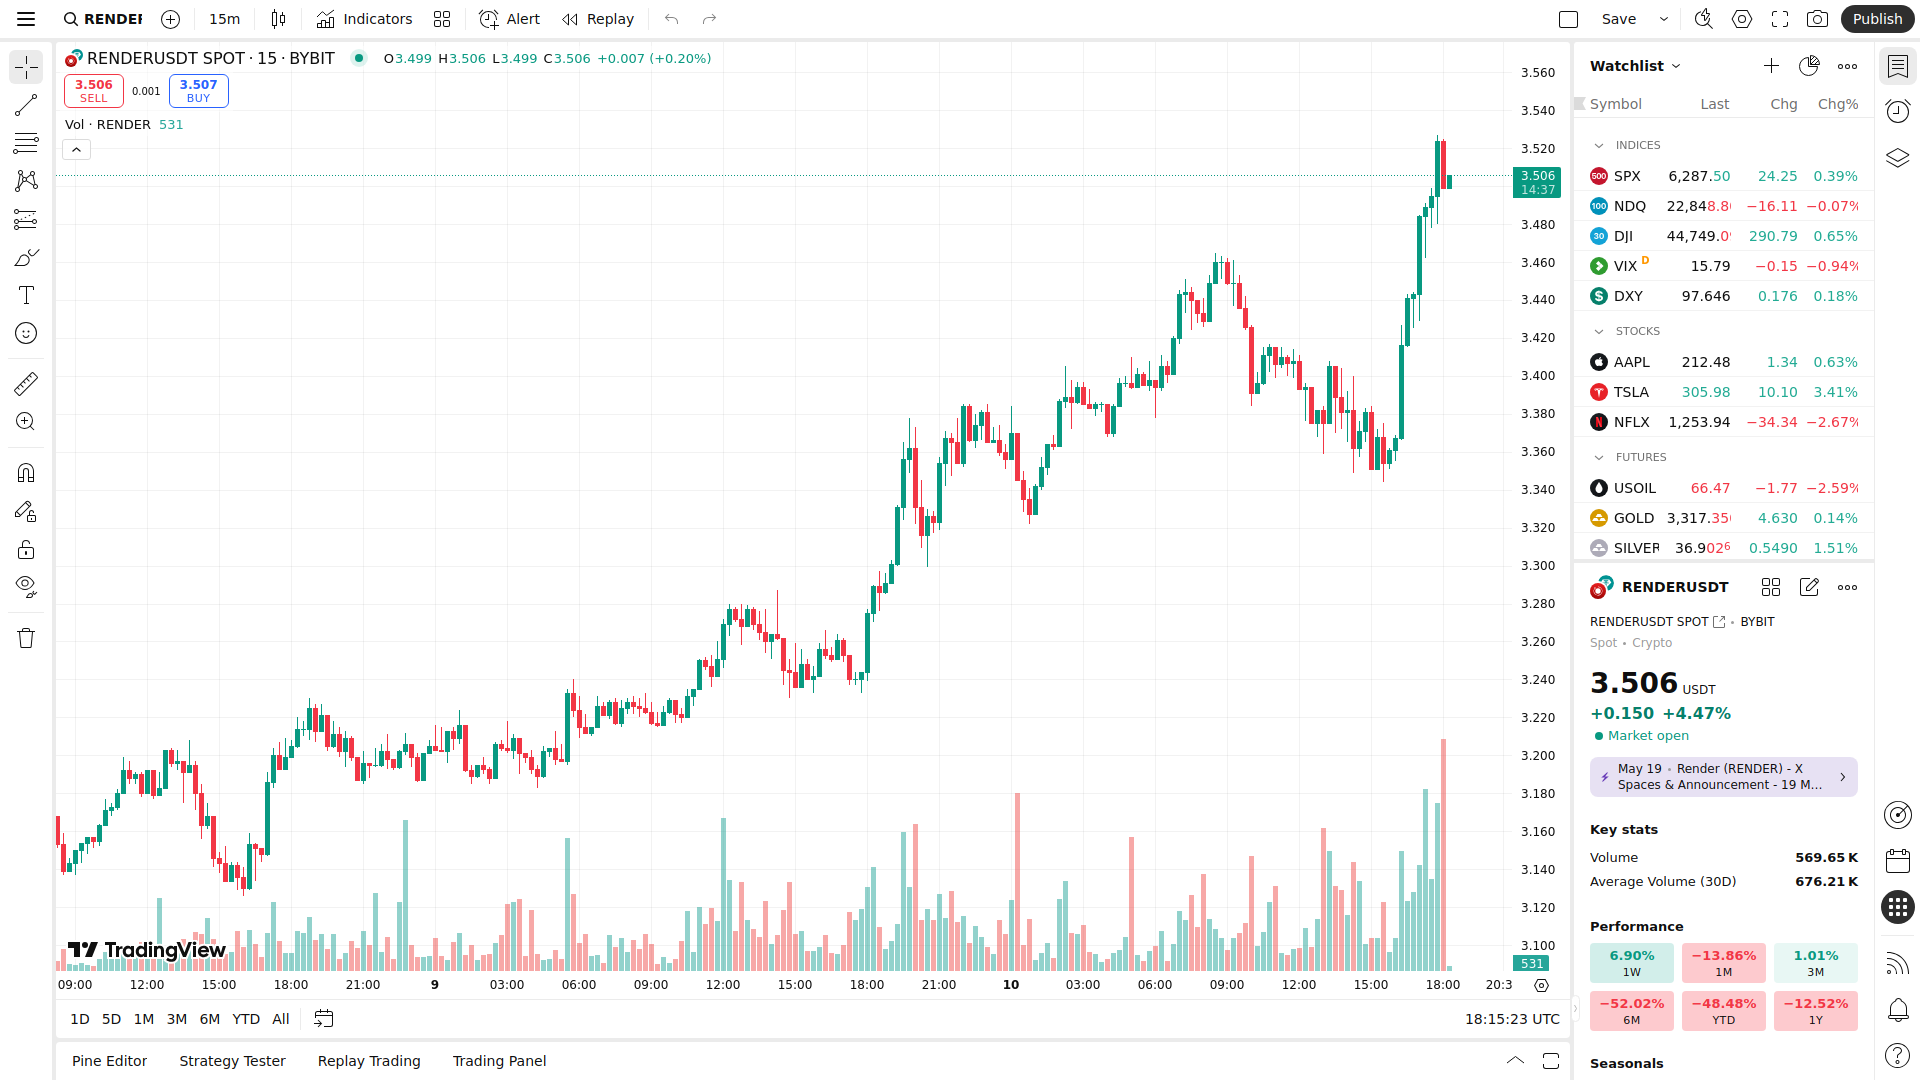 RENDER
15m
Indicators
Alert
Replay
Save
Publish
RENDERUSDT SPOT · 15 · BYBIT
O3.499 H3.506 L3.499 C3.506 +0.007 (+0.20%)
3.506
SELL
0.001
3.507
BUY
Vol · RENDER 531
3.560
3.540
3.520
3.506
14:37
3.480
3.460
3.440
3.420
3.400
3.380
3.360
3.340
3.320
3.300
3.280
3.260
3.240
3.220
3.200
3.180
3.160
3.140
3.120
3.100
531
TradingView
09:00 12:00 15:00 18:00 21:00 9 03:00 06:00 09:00 12:00 15:00 18:00 21:00 10 03:00 06:00 09:00 12:00 15:00 18:00 20:3
1D 5D 1M 3M 6M YTD All
18:15:23 UTC
Pine Editor Strategy Tester Replay Trading Trading Panel
Watchlist
Symbol Last Chg Chg%
INDICES
500 SPX 6,287.50 24.25 0.39%
100 NDQ 22,848.8 −16.11 −0.07%
30 DJI 44,749.0 290.79 0.65%
VIX D 15.79 −0.15 −0.94%
$ DXY 97.646 0.176 0.18%
STOCKS
AAPL 212.48 1.34 0.63%
TSLA 305.98 10.10 3.41%
N NFLX 1,253.94 −34.34 −2.67%
FUTURES
USOIL 66.47 −1.77 −2.59%
GOLD 3,317.35 4.630 0.14%
SILVER 36.9026 0.5490 1.51%
RENDERUSDT
RENDERUSDT SPOT • BYBIT
Spot • Crypto
3.506 USDT
+0.150 +4.47%
Market open
May 19 • Render (RENDER) - X
Spaces & Announcement - 19 M...
Key stats
Volume 569.65 K
Average Volume (30D) 676.21 K
Performance
6.90% −13.86% 1.01%
1W 1M 3M
−52.02% −48.48% −12.52%
6M YTD 1Y
Seasonals